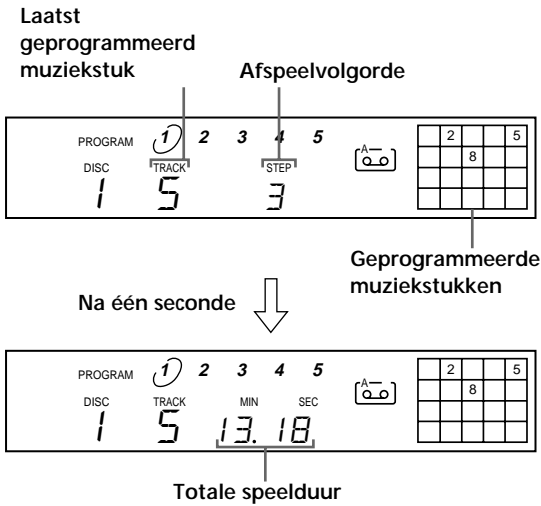 Laatst
geprogrammeerd
muziekstuk
Afspeelvolgorde
PROGRAM 1 2 3 4 5
A
2 5
8
DISC TRACK STEP
1 5 3
Geprogrammeerde
muziekstukken
Na één seconde
PROGRAM 1 2 3 4 5
A
2 5
8
DISC TRACK MIN SEC
1 5 13. 18
Totale speelduur